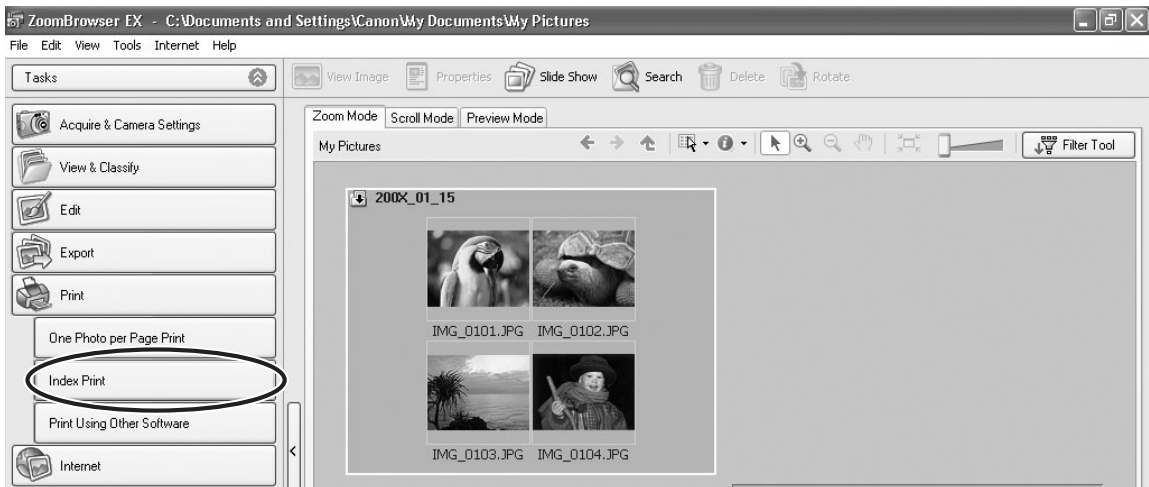 ZoomBrowser EX - C:\Documents and Settings\Canon\My Documents\My Pictures
File Edit View Tools Internet Help
Tasks
View Image Properties Slide Show Search Delete Rotate
Acquire & Camera Settings
View & Classify
Edit
Export
Print
One Photo per Page Print
Index Print
Print Using Other Software
Internet
Zoom Mode Scroll Mode Preview Mode
My Pictures
Filter Tool
200X_01_15
IMG_0101.JPG IMG_0102.JPG
IMG_0103.JPG IMG_0104.JPG